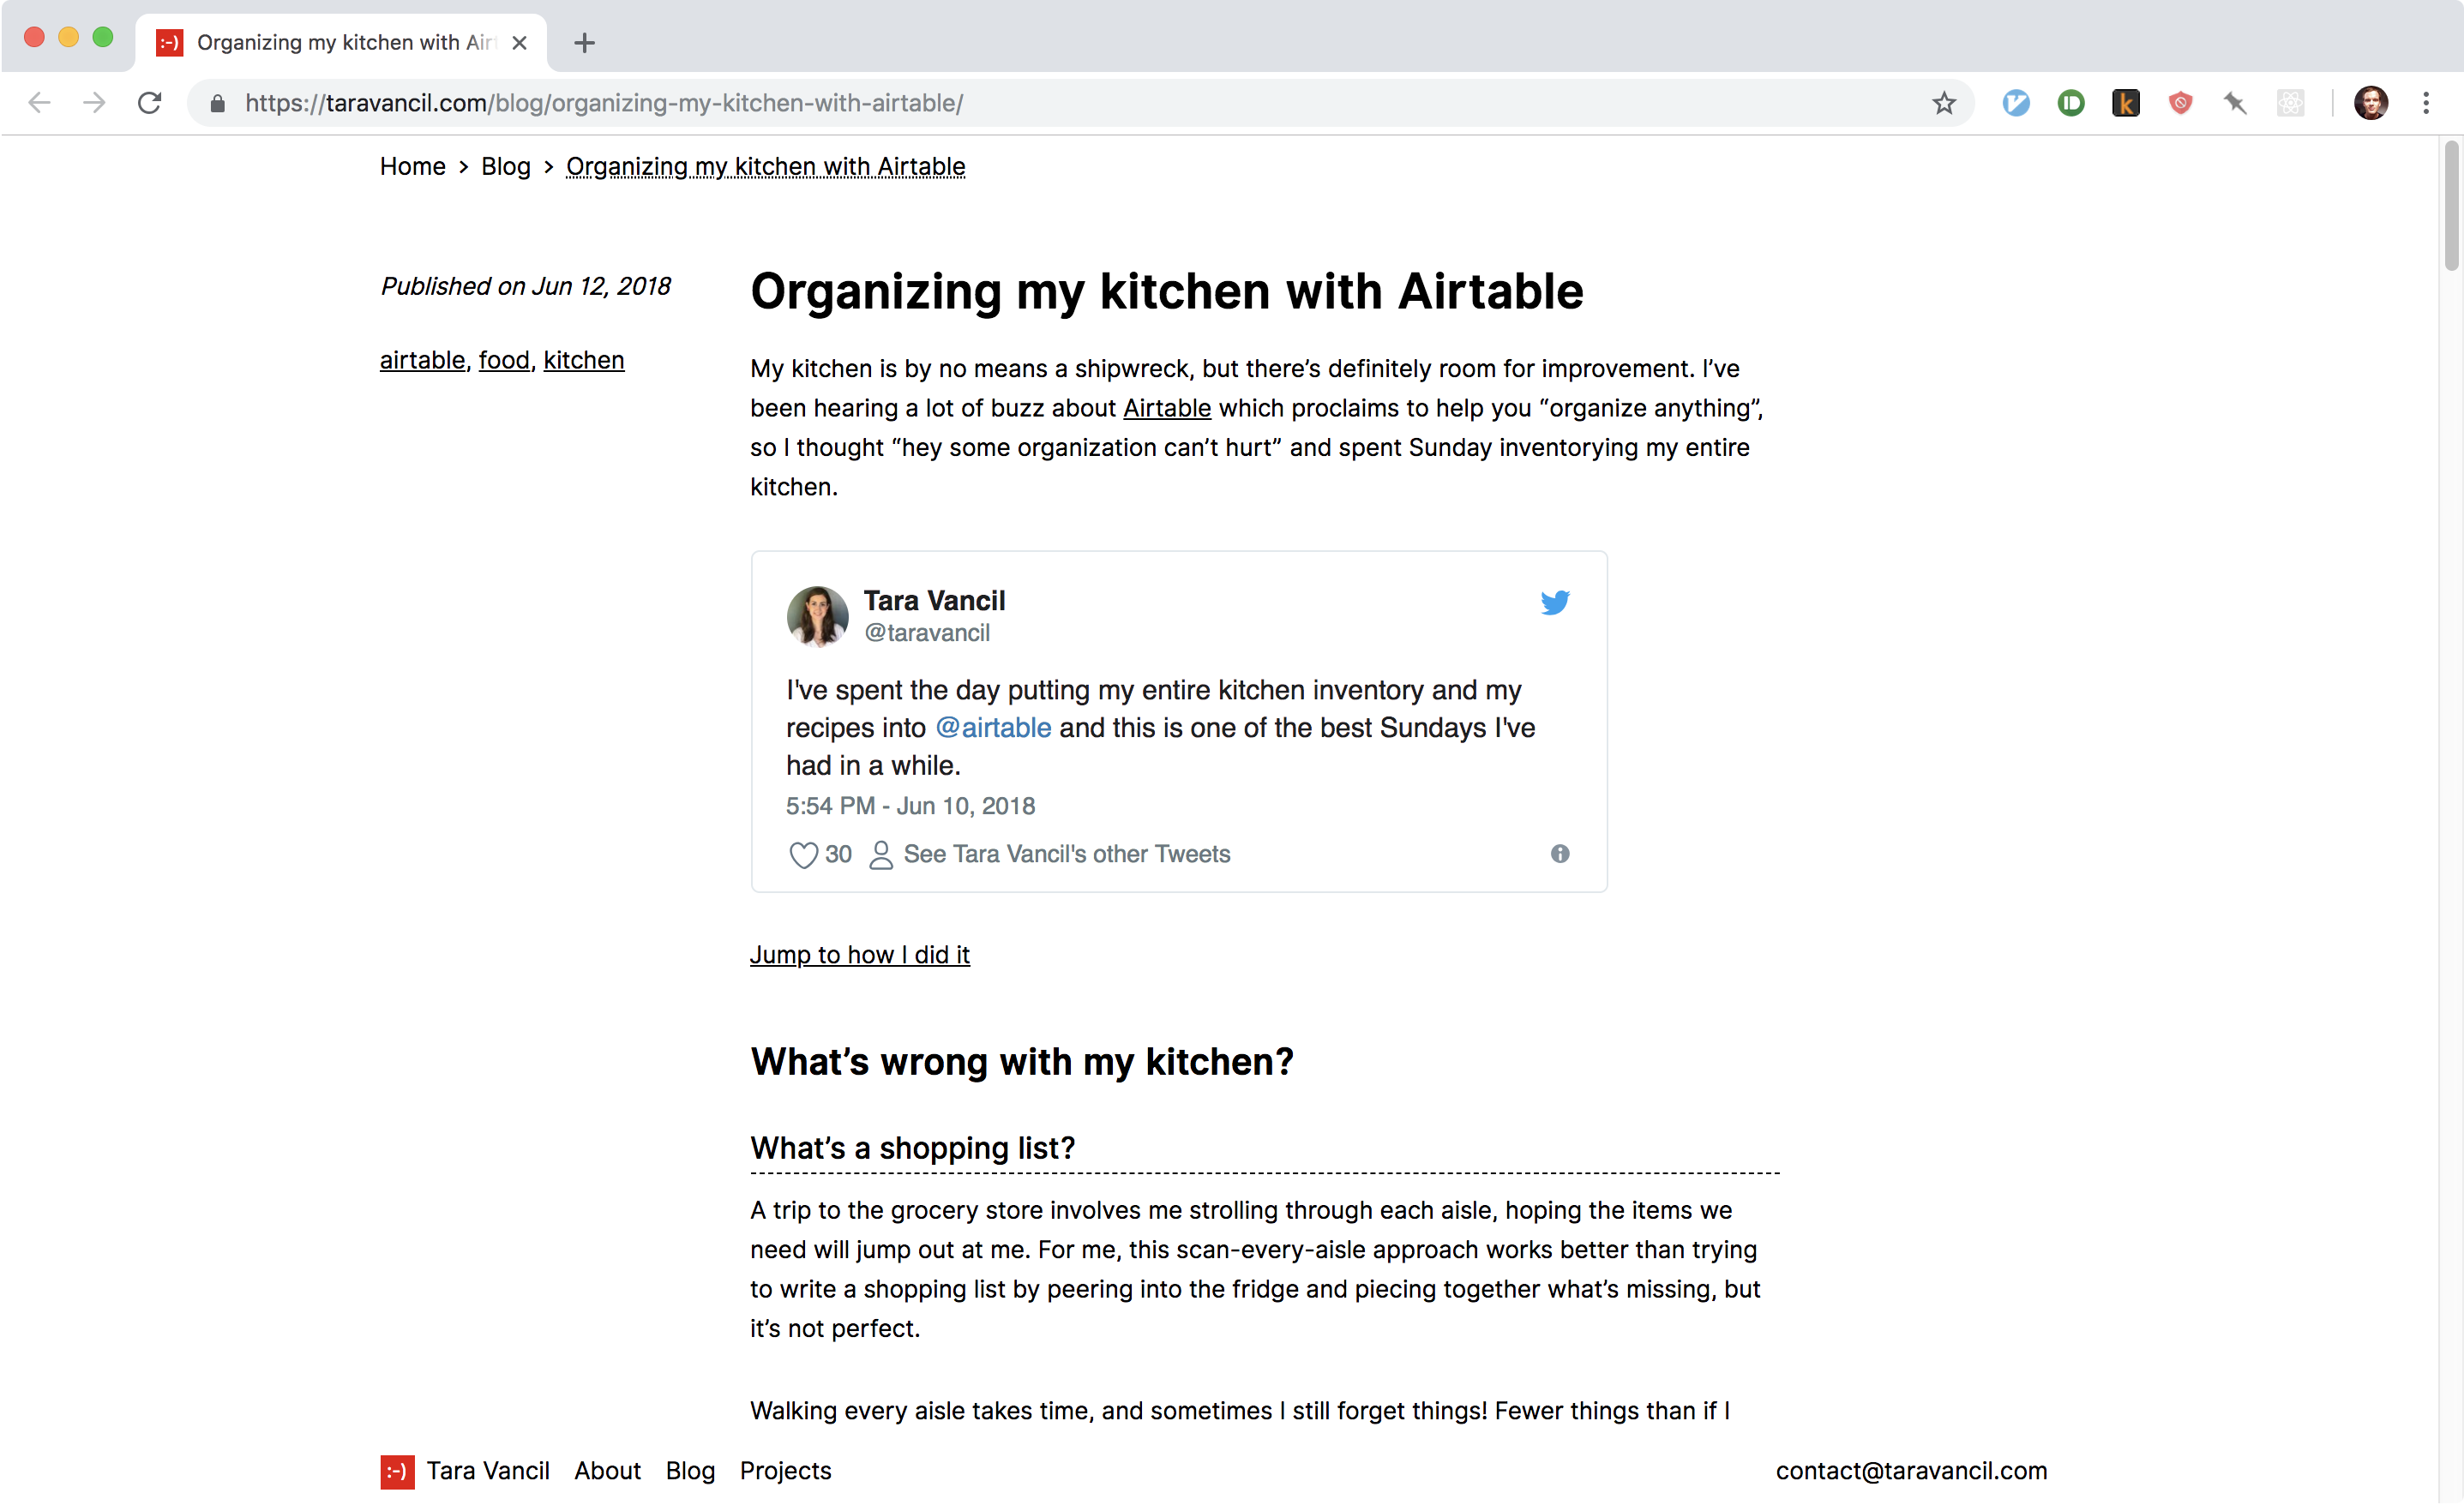 :-) Organizing my kitchen with Air
https://taravancil.com/blog/organizing-my-kitchen-with-airtable/
Home > Blog > Organizing my kitchen with Airtable
Published on Jun 12, 2018
airtable, food, kitchen
Organizing my kitchen with Airtable
My kitchen is by no means a shipwreck, but there’s definitely room for improvement. I’ve
been hearing a lot of buzz about Airtable which proclaims to help you “organize anything”,
so I thought “hey some organization can’t hurt” and spent Sunday inventorying my entire
kitchen.
Tara Vancil
@taravancil
I've spent the day putting my entire kitchen inventory and my
recipes into @airtable and this is one of the best Sundays I've
had in a while.
5:54 PM - Jun 10, 2018
30 See Tara Vancil's other Tweets
Jump to how I did it
What’s wrong with my kitchen?
What’s a shopping list?
A trip to the grocery store involves me strolling through each aisle, hoping the items we
need will jump out at me. For me, this scan-every-aisle approach works better than trying
to write a shopping list by peering into the fridge and piecing together what’s missing, but
it’s not perfect.
Walking every aisle takes time, and sometimes I still forget things! Fewer things than if I
:-) Tara Vancil About Blog Projects contact@taravancil.com